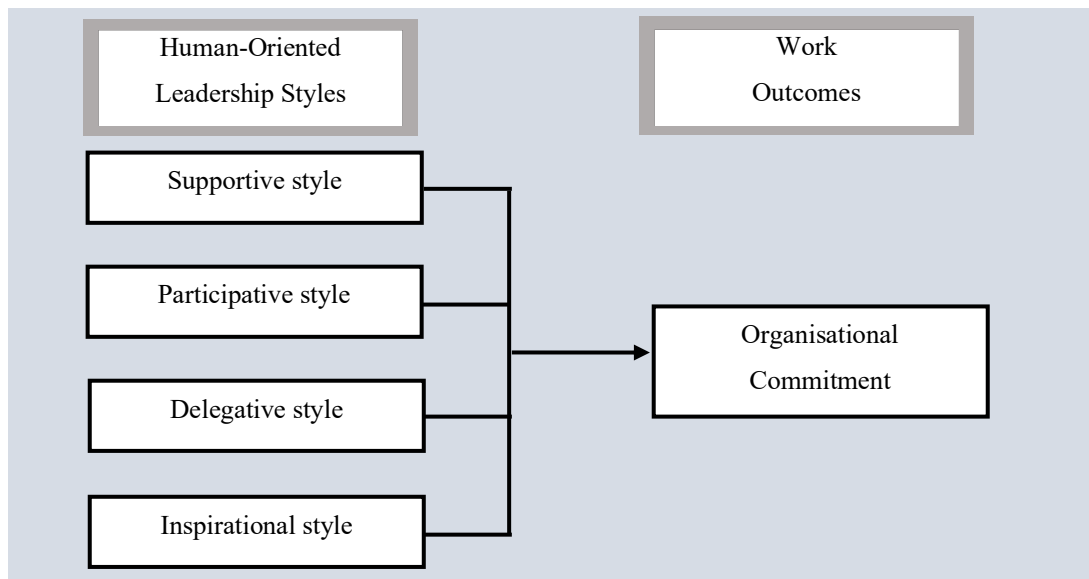 Human-Oriented
Leadership Styles
Work
Outcomes
Supportive style
Participative style
Delegative style
Inspirational style
Organisational
Commitment